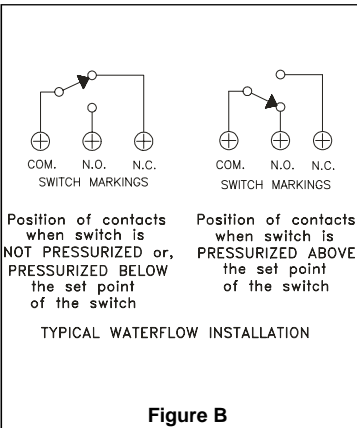 COM. N.O. N.C.
SWITCH MARKINGS
Position of contacts
when switch is
NOT PRESSURIZED or,
PRESSURIZED BELOW
the set point
of the switch
COM. N.O. N.C.
SWITCH MARKINGS
Position of contacts
when switch is
PRESSURIZED ABOVE
the set point
of the switch
TYPICAL WATERFLOW INSTALLATION
Figure B